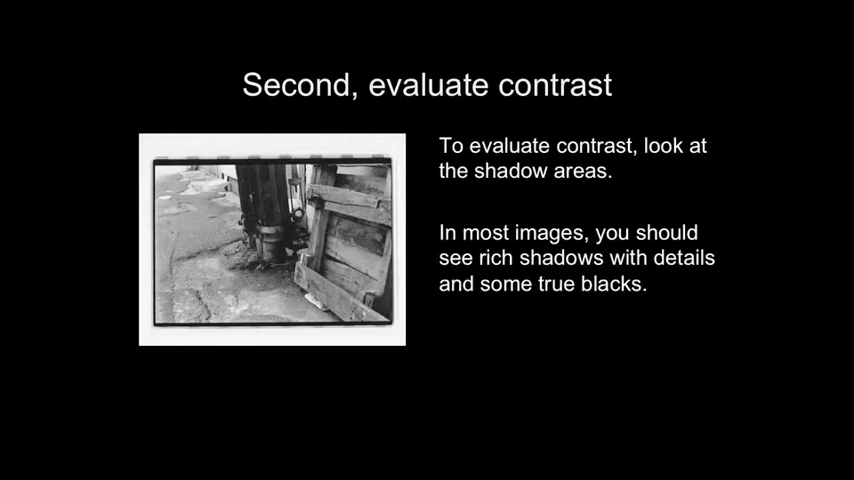 Second, evaluate contrast
To evaluate contrast, look at
the shadow areas.
In most images, you should
see rich shadows with details
and some true blacks.